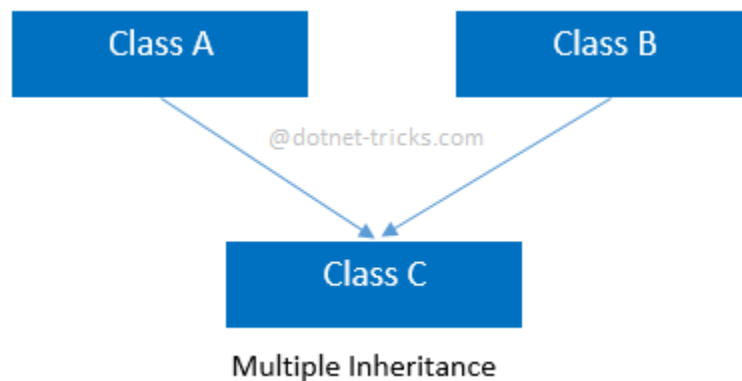 Class A
Class B
@dotnet-tricks.com
Class C
Multiple Inheritance